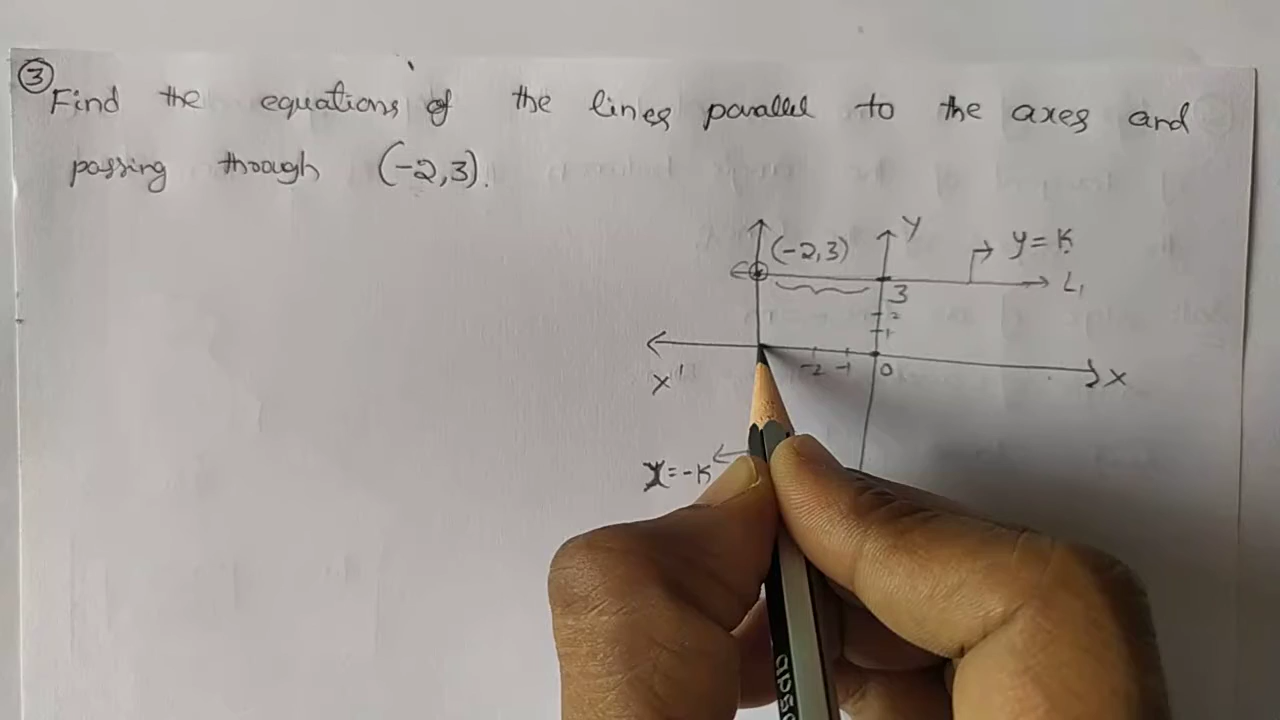 ③
Find the equations of the lines parallel to the axes and
passing through (-2,3).
Y
(-2,3)
y = K
3
L₁
2
1
-2 -1 0
X' X
X = -K